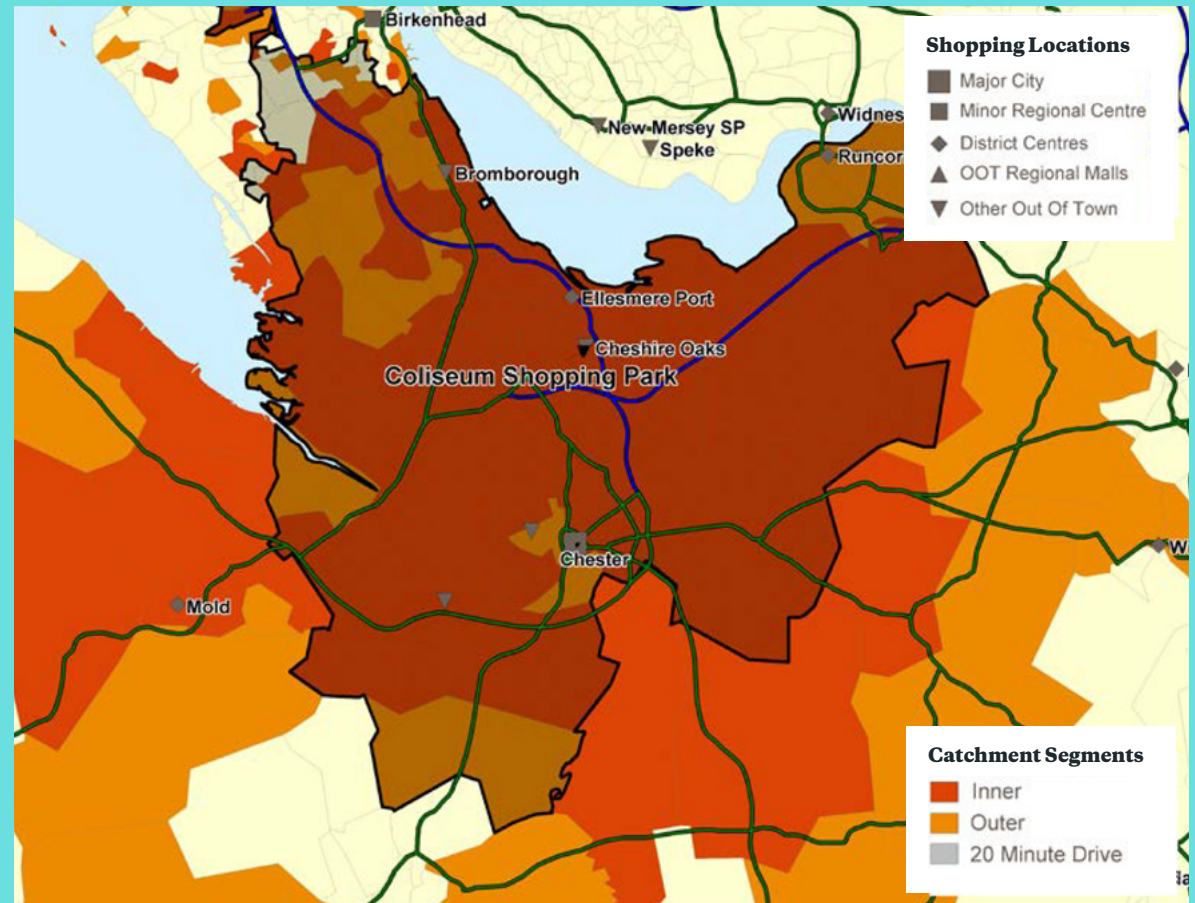 Birkenhead
New Mersey SP
Speke
Widnes
Runcor
Bromborough
Ellesmere Port
Cheshire Oaks
Coliseum Shopping Park
Chester
Mold
W
Shopping Locations
Major City
Minor Regional Centre
District Centres
OOT Regional Malls
Other Out Of Town
Catchment Segments
Inner
Outer
20 Minute Drive